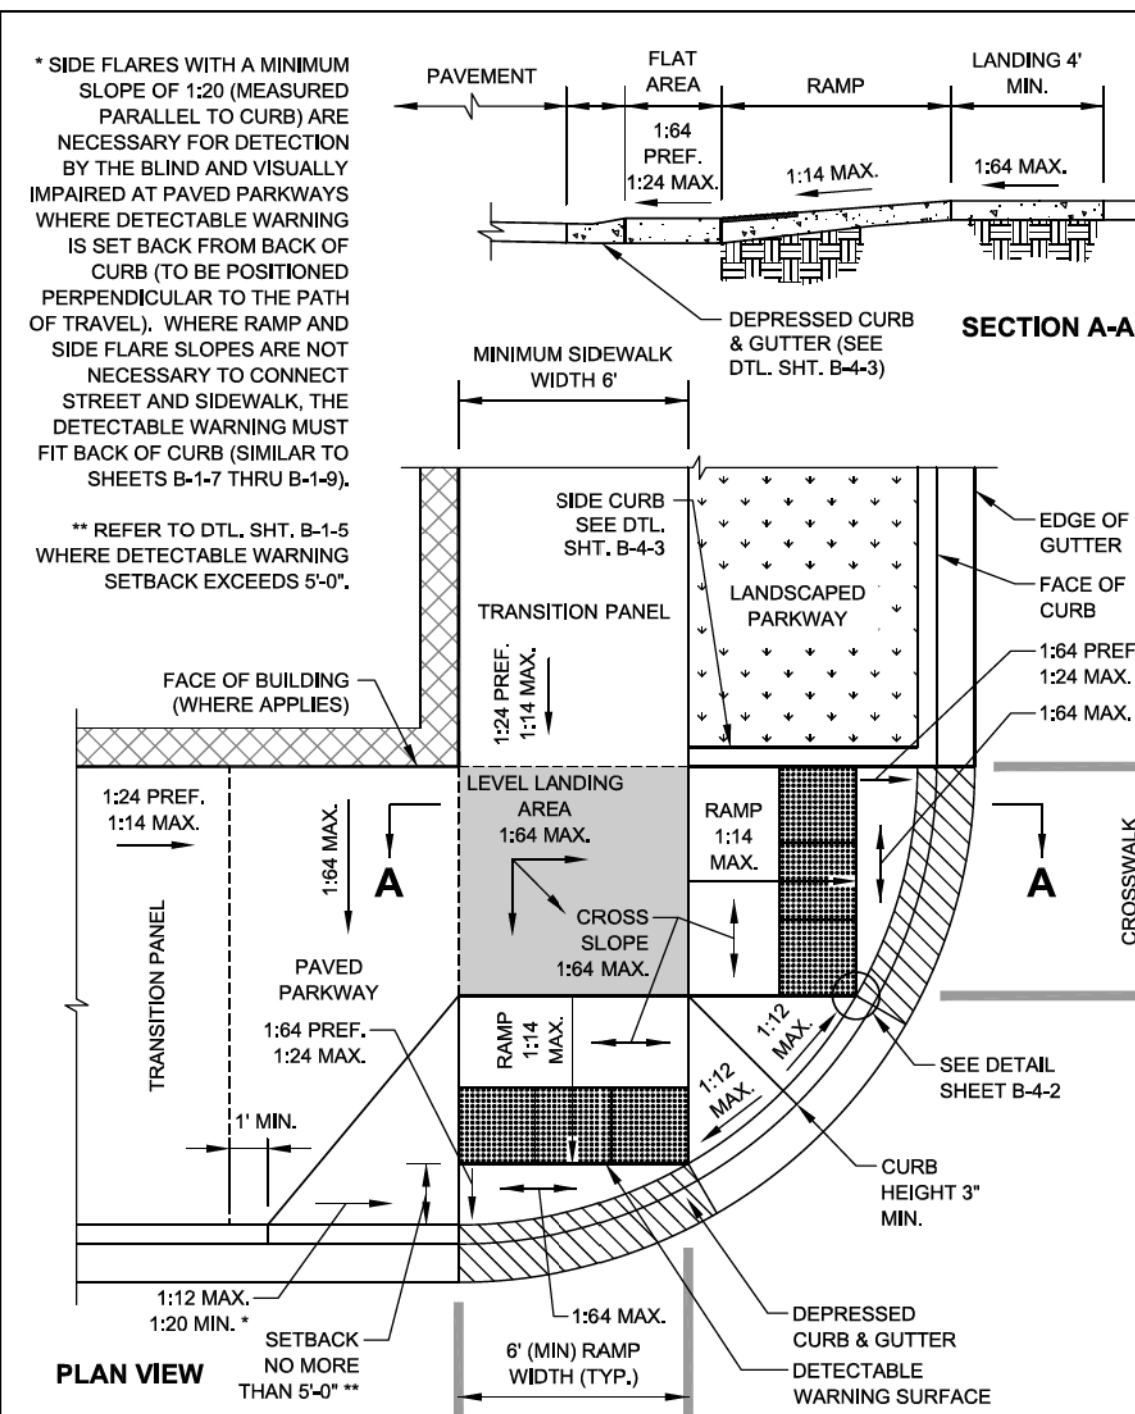 * SIDE FLARES WITH A MINIMUM
SLOPE OF 1:20 (MEASURED
PARALLEL TO CURB) ARE
NECESSARY FOR DETECTION
BY THE BLIND AND VISUALLY
IMPAIRED AT PAVED PARKWAYS
WHERE DETECTABLE WARNING
IS SET BACK FROM BACK OF
CURB (TO BE POSITIONED
PERPENDICULAR TO THE PATH
OF TRAVEL). WHERE RAMP AND
SIDE FLARE SLOPES ARE NOT
NECESSARY TO CONNECT
STREET AND SIDEWALK, THE
DETECTABLE WARNING MUST
FIT BACK OF CURB (SIMILAR TO
SHEETS B-1-7 THRU B-1-9).
** REFER TO DTL. SHT. B-1-5
WHERE DETECTABLE WARNING
SETBACK EXCEEDS 5'-0".
PAVEMENT
FLAT
AREA
RAMP
LANDING 4'
MIN.
1:64
PREF.
1:24 MAX.
1:14 MAX.
1:64 MAX.
DEPRESSED CURB
& GUTTER (SEE
DTL. SHT. B-4-3)
SECTION A-A
MINIMUM SIDEWALK
WIDTH 6'
SIDE CURB
SEE DTL.
SHT. B-4-3
TRANSITION PANEL
1:24 PREF.
1:14 MAX.
LANDSCAPED
PARKWAY
EDGE OF
GUTTER
FACE OF
CURB
1:64 PREF
1:24 MAX.
1:64 MAX.
FACE OF BUILDING
(WHERE APPLIES)
1:24 PREF.
1:14 MAX.
1:64 MAX.
A
LEVEL LANDING
AREA
1:64 MAX.
RAMP
1:14
MAX.
A
CROSSWALK
CROSS
SLOPE
1:64 MAX.
TRANSITION PANEL
PAVED
PARKWAY
1:64 PREF.
1:24 MAX.
RAMP
1:14
MAX.
1:12
MAX.
1:12
MAX.
SEE DETAIL
SHEET B-4-2
1' MIN.
CURB
HEIGHT 3"
MIN.
1:12 MAX.
1:20 MIN. *
SETBACK
NO MORE
THAN 5'-0" **
1:64 MAX.
6' (MIN) RAMP
WIDTH (TYP.)
DEPRESSED
CURB & GUTTER
DETECTABLE
WARNING SURFACE
PLAN VIEW